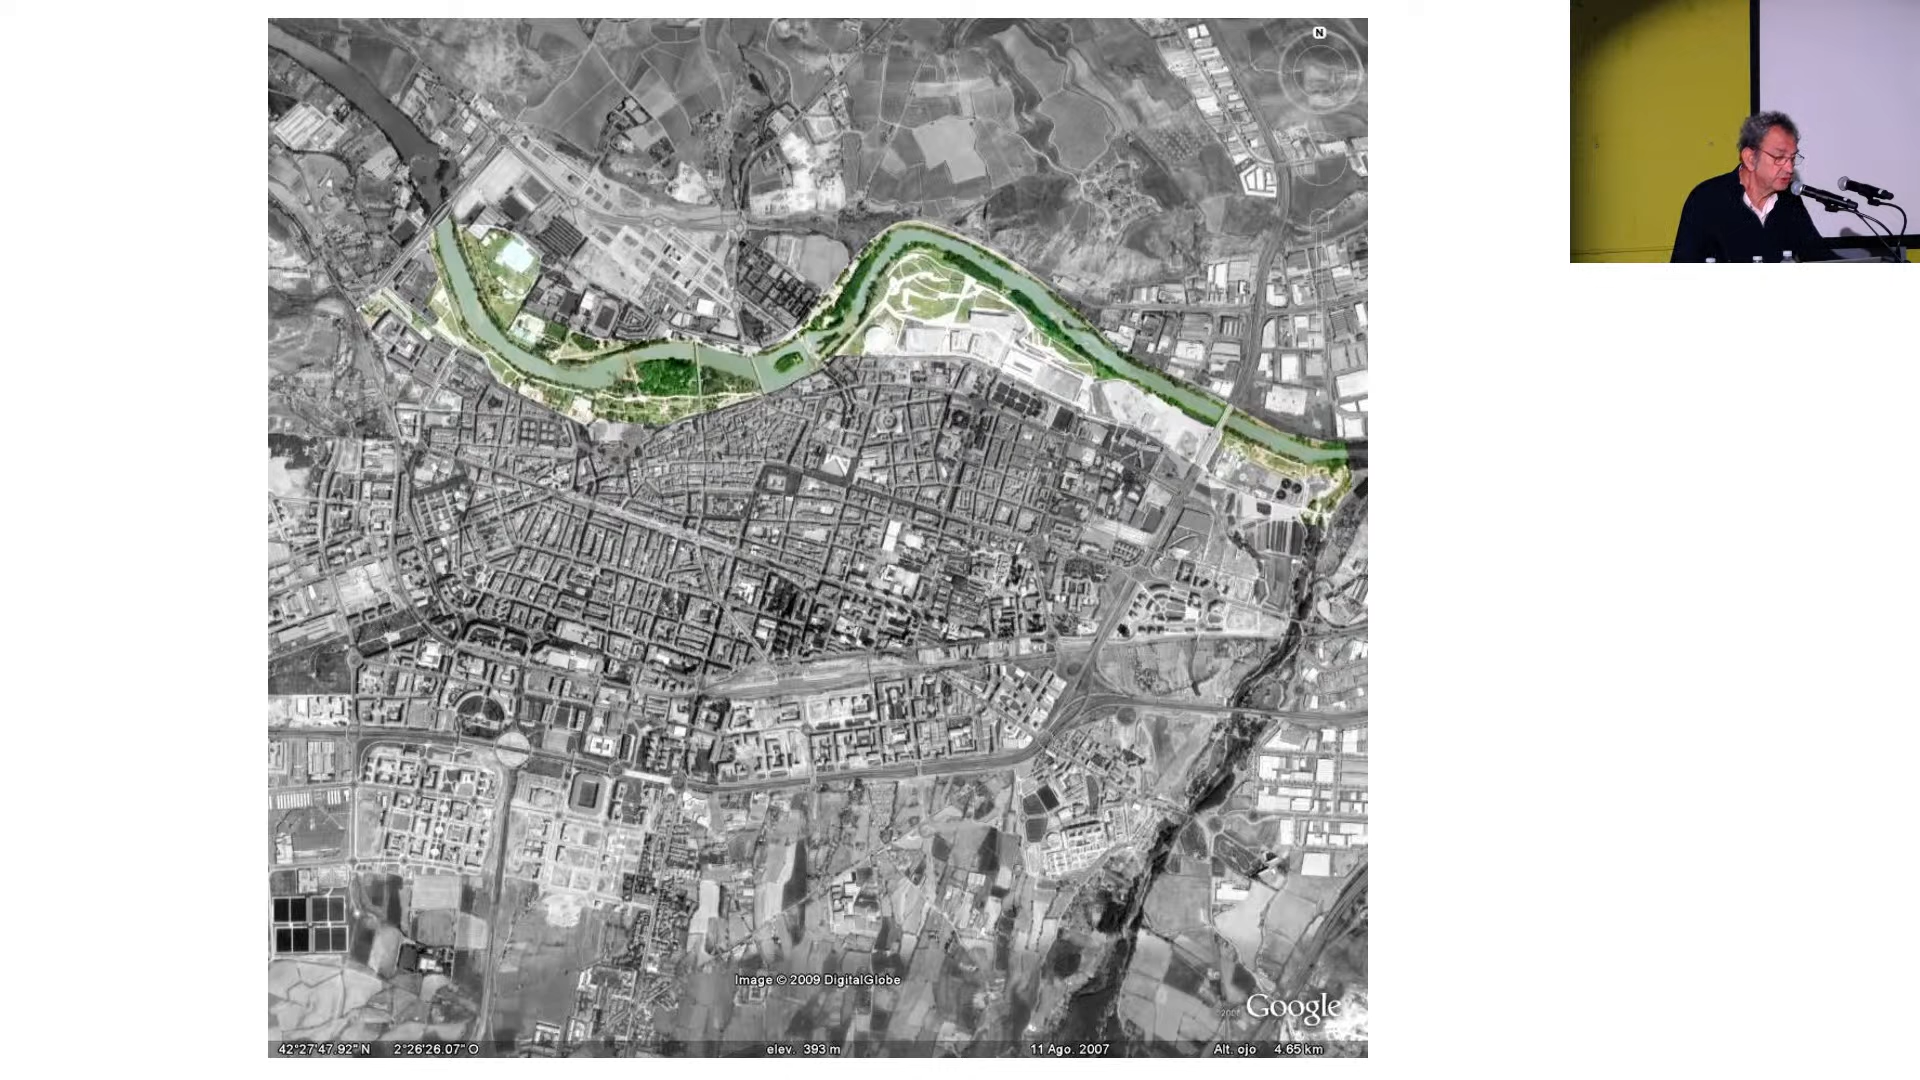 N
Image © 2009 DigitalGlobe
Google
42°27'47.92" N 2°26'26.07" O elev. 393 m 11 Ago. 2007 Alt. ojo 4.65 km